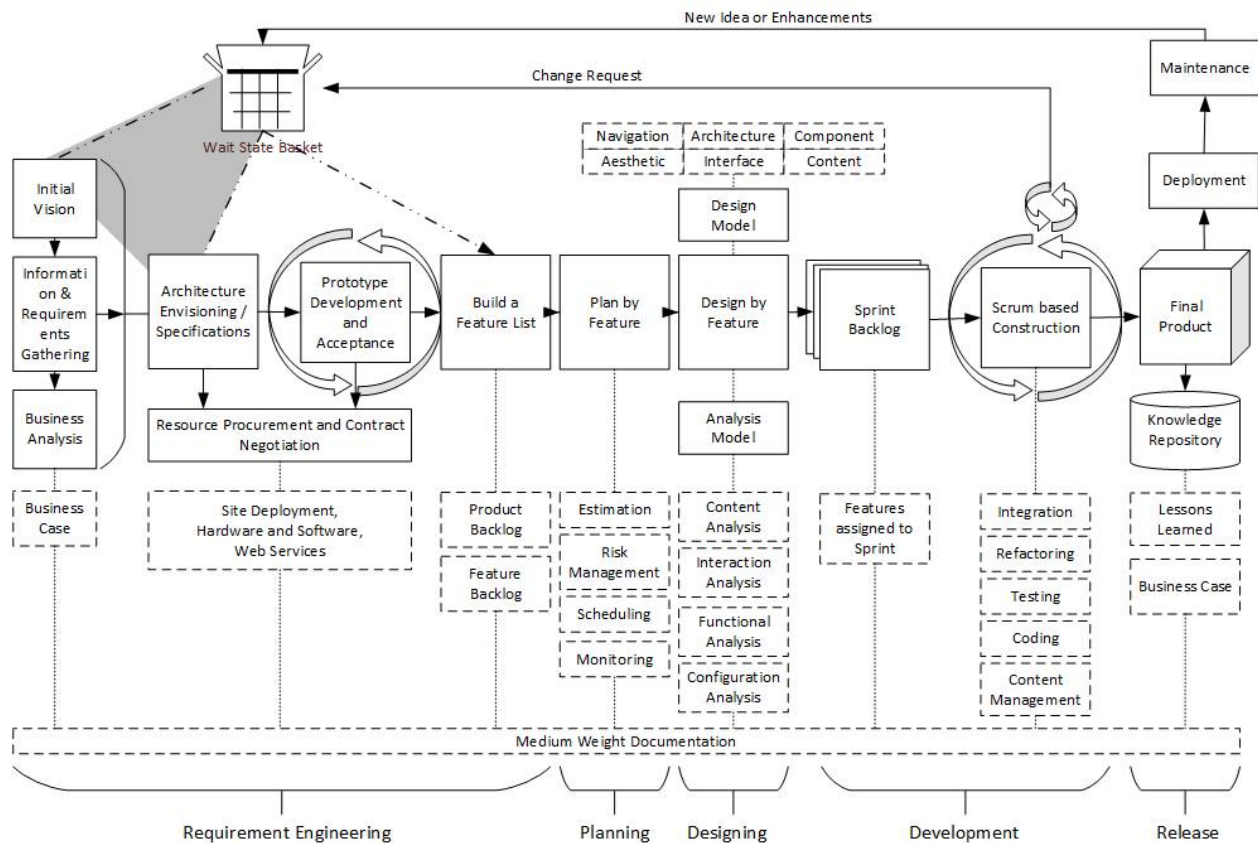 New Idea or Enhancements
Maintenance
Change Request
Wait State Basket
Navigation
Architecture
Component
Aesthetic
Interface
Content
Initial
Vision
Deployment
Design
Model
Informati
on &
Requirem
ents
Gathering
Architecture
Envisioning /
Specifications
Prototype
Development
and
Acceptance
Build a
Feature List
Plan by
Feature
Design by
Feature
Sprint
Backlog
Scrum based
Construction
Final
Product
Business
Analysis
Resource Procurement and Contract
Negotiation
Analysis
Model
Knowledge
Repository
Business
Case
Site Deployment,
Hardware and Software,
Web Services
Product
Backlog
Feature
Backlog
Estimation
Risk
Management
Scheduling
Monitoring
Content
Analysis
Interaction
Analysis
Functional
Analysis
Configuration
Analysis
Features
assigned to
Sprint
Integration
Refactoring
Testing
Coding
Content
Management
Lessons
Learned
Business Case
Medium Weight Documentation
Requirement Engineering
Planning
Designing
Development
Release